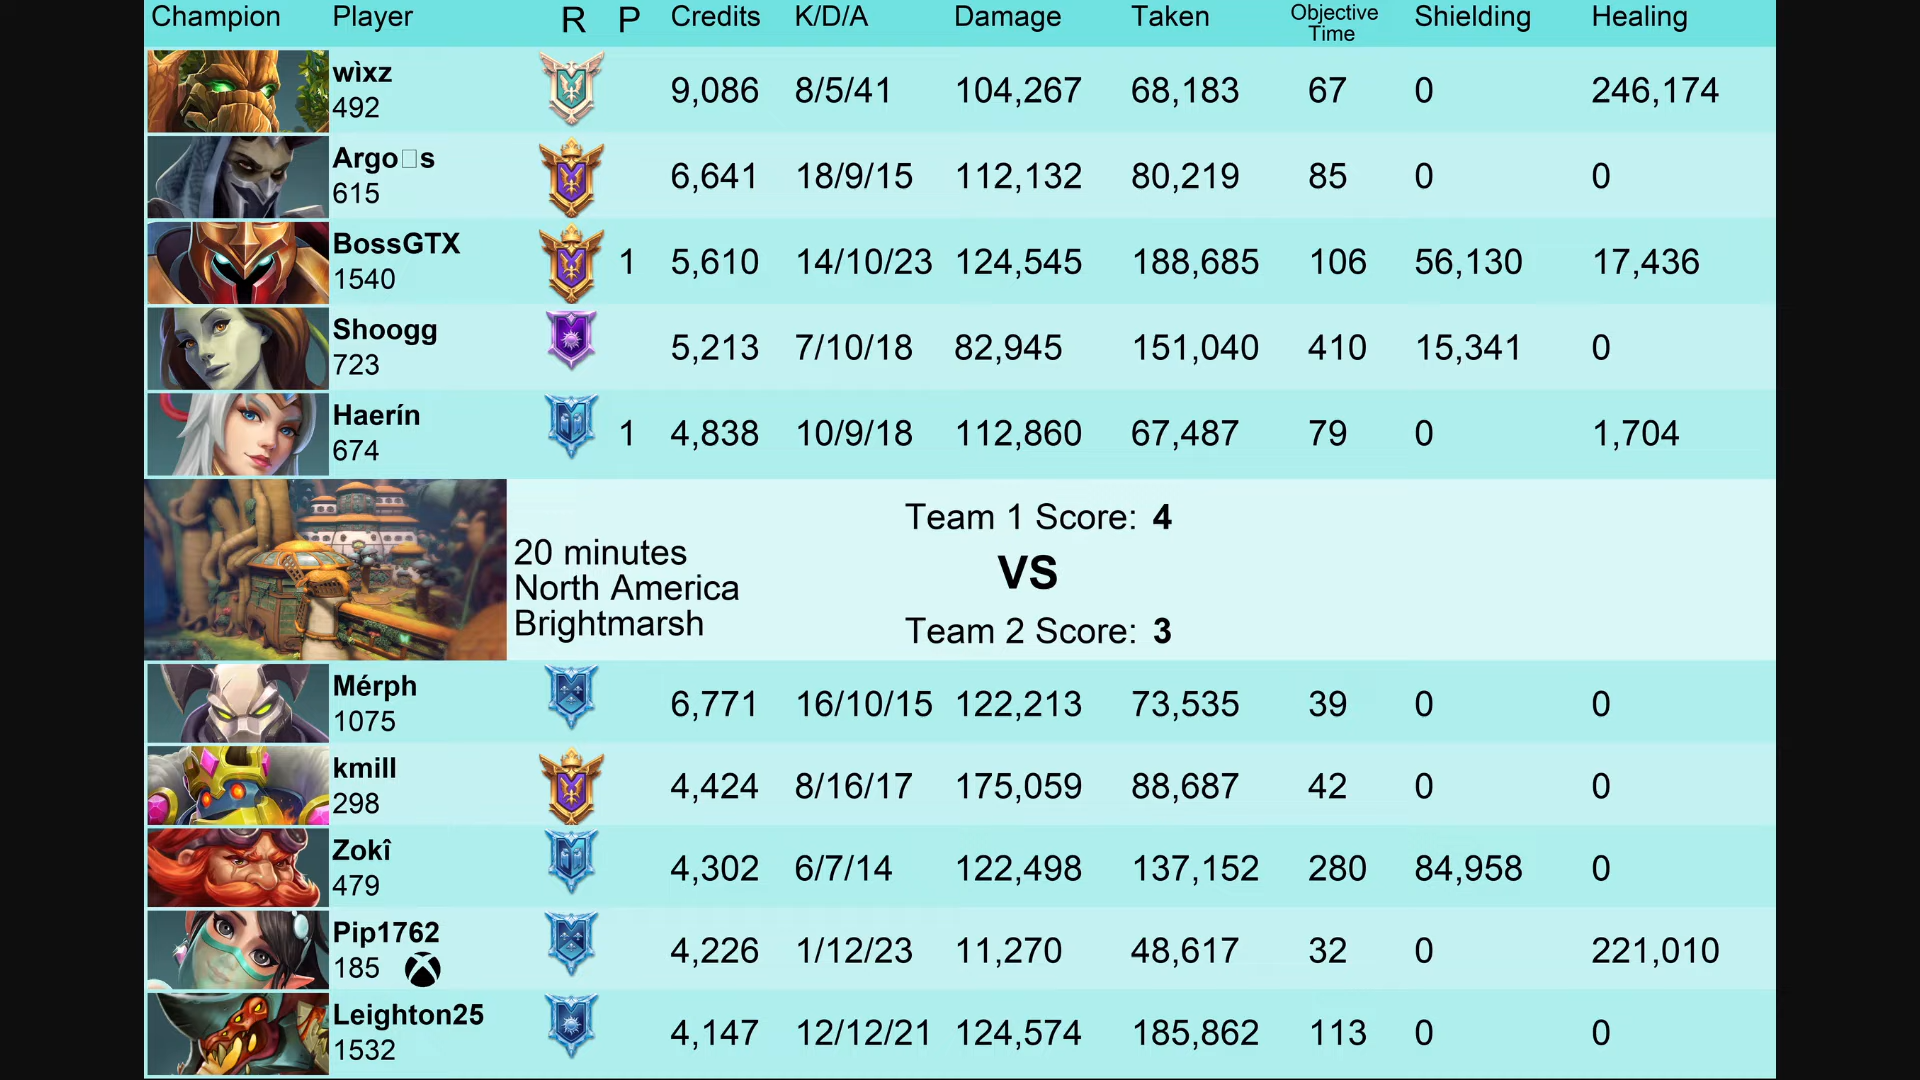 Champion Player R P Credits K/D/A Damage Taken Objective Time Shielding Healing
wìxz
492 9,086 8/5/41 104,267 68,183 67 0 246,174
Argo□s
615 6,641 18/9/15 112,132 80,219 85 0 0
BossGTX
1540 1 5,610 14/10/23 124,545 188,685 106 56,130 17,436
Shoogg
723 5,213 7/10/18 82,945 151,040 410 15,341 0
Haerín
674 1 4,838 10/9/18 112,860 67,487 79 0 1,704
20 minutes
North America
Brightmarsh
Team 1 Score: 4
VS
Team 2 Score: 3
Mérph
1075 6,771 16/10/15 122,213 73,535 39 0 0
kmill
298 4,424 8/16/17 175,059 88,687 42 0 0
Zokî
479 4,302 6/7/14 122,498 137,152 280 84,958 0
Pip1762
185 4,226 1/12/23 11,270 48,617 32 0 221,010
Leighton25
1532 4,147 12/12/21 124,574 185,862 113 0 0